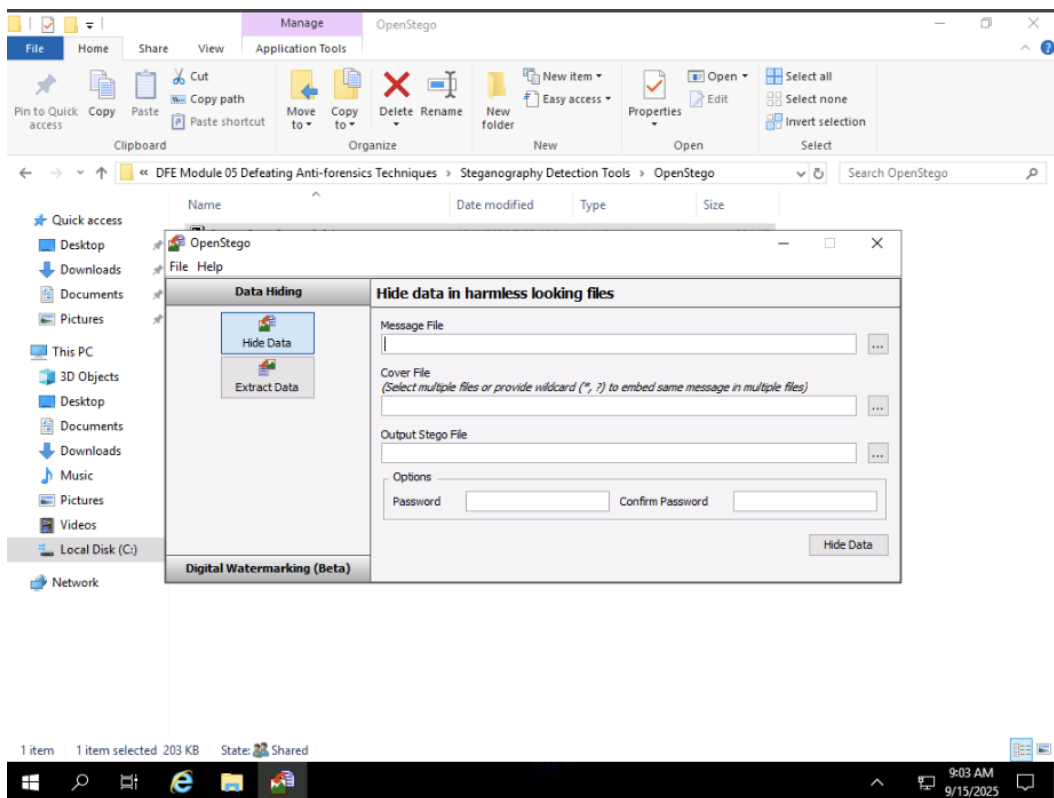 Manage
OpenStego
File
Home
Share
View
Application Tools
Pin to Quick access
Copy
Paste
Cut
Copy path
Paste shortcut
Clipboard
Move to
Copy to
Delete
Rename
Organize
New folder
New item
Easy access
New
Properties
Open
Edit
Open
Select all
Select none
Invert selection
Select
« DFE Module 05 Defeating Anti-forensics Techniques › Steganography Detection Tools › OpenStego
Search OpenStego
Name
Date modified
Type
Size
Quick access
Desktop
Downloads
Documents
Pictures
This PC
3D Objects
Desktop
Documents
Downloads
Music
Pictures
Videos
Local Disk (C:)
Network
OpenStego
File Help
Data Hiding
Hide Data
Extract Data
Digital Watermarking (Beta)
Hide data in harmless looking files
Message File
...
Cover File
(Select multiple files or provide wildcard (*, ?) to embed same message in multiple files)
...
Output Stego File
...
Options
Password
Confirm Password
Hide Data
1 item
1 item selected 203 KB
State: Shared
9:03 AM
9/15/2025